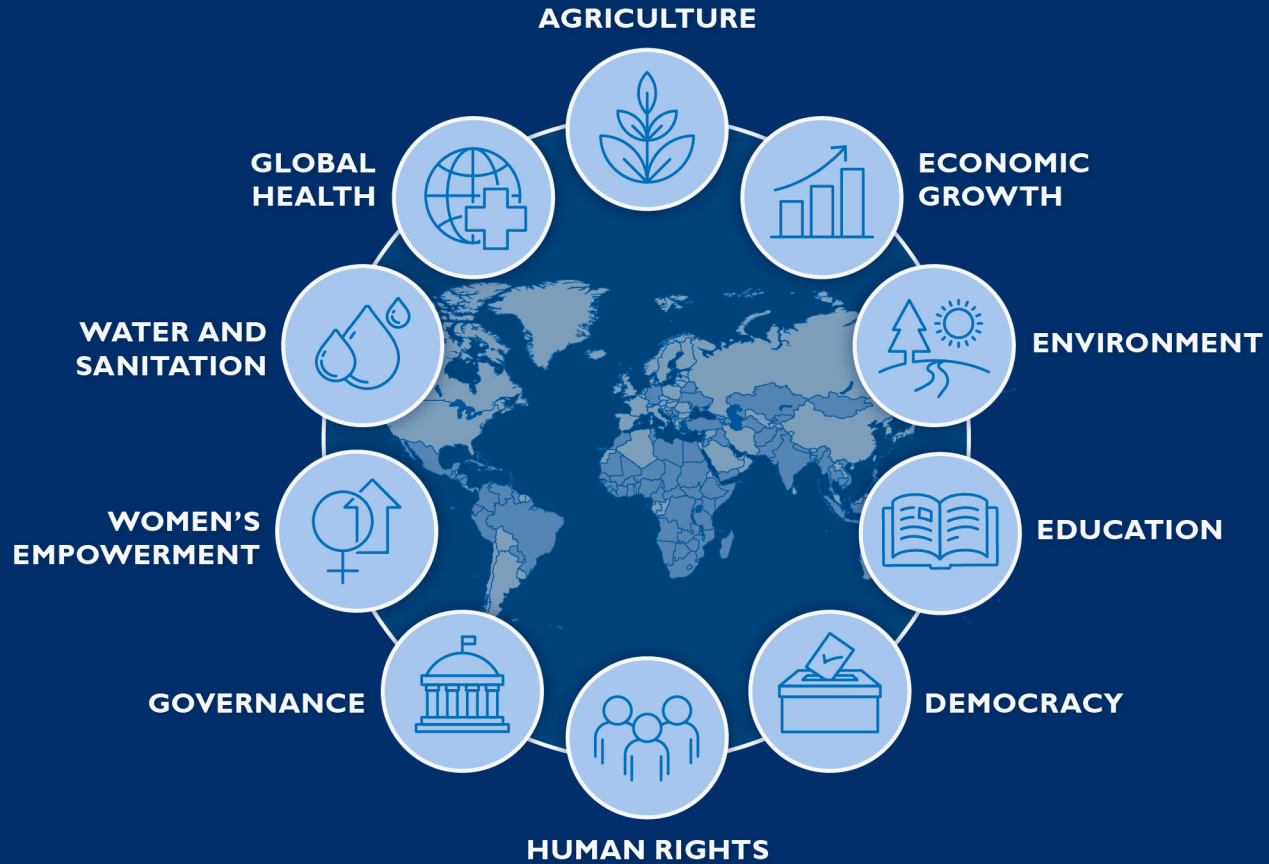 AGRICULTURE
GLOBAL
HEALTH
ECONOMIC
GROWTH
WATER AND
SANITATION
ENVIRONMENT
WOMEN’S
EMPOWERMENT
EDUCATION
GOVERNANCE
DEMOCRACY
HUMAN RIGHTS